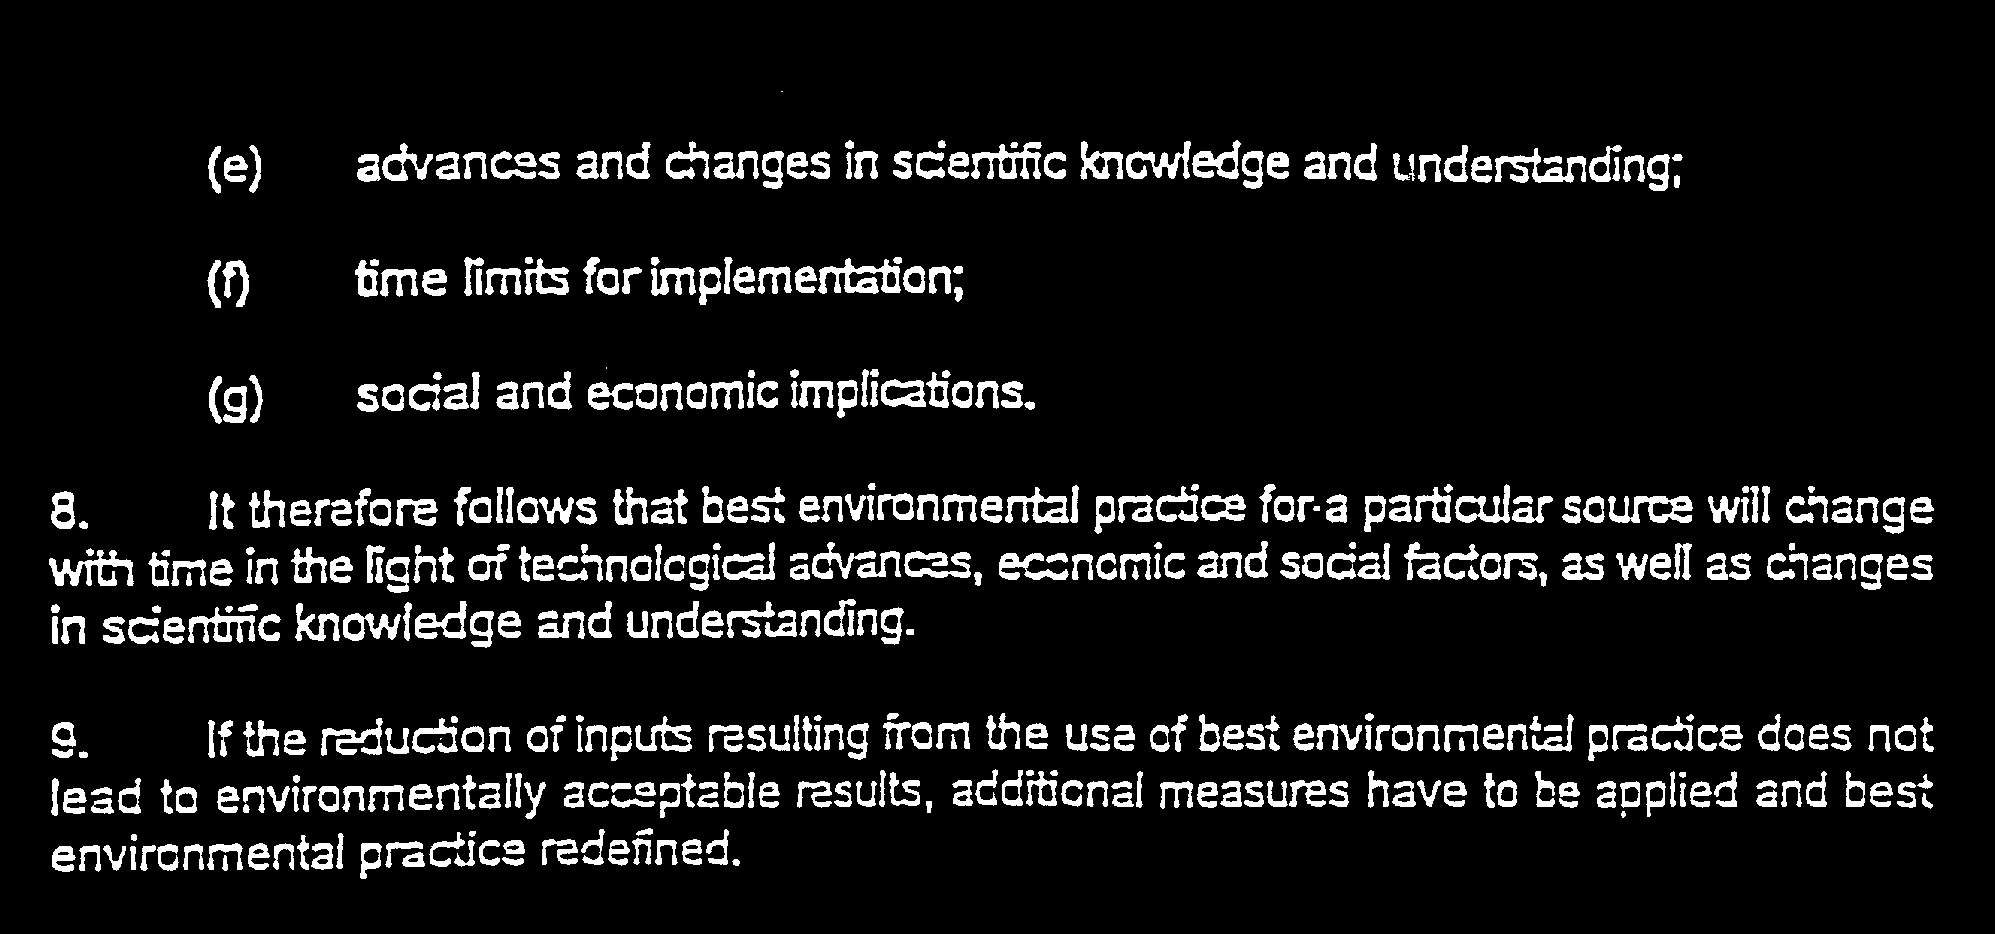 (e) advances and changes in scientific knowledge and understanding;
(f) time limits for implementation;
(g) social and economic implications.
8. It therefore follows that best environmental practice for a particular source will change
with time in the light of technological advances, economic and social factors, as well as changes
in scientific knowledge and understanding.
9. If the reduction of inputs resulting from the use of best environmental practice does not
lead to environmentally acceptable results, additional measures have to be applied and best
environmental practice redefined.